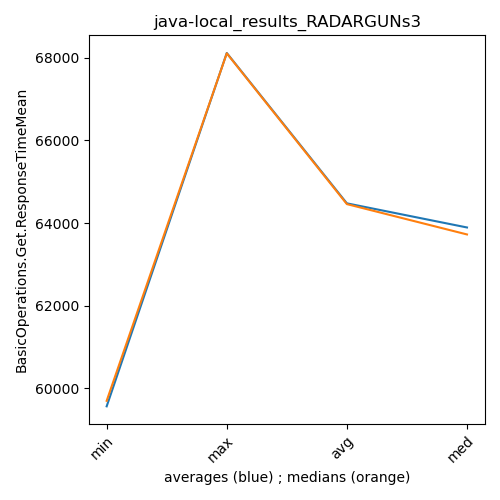 java-local_results_RADARGUNs3
BasicOperations.Get.ResponseTimeMean
68000
66000
64000
62000
60000
min
max
avg
med
averages (blue) ; medians (orange)